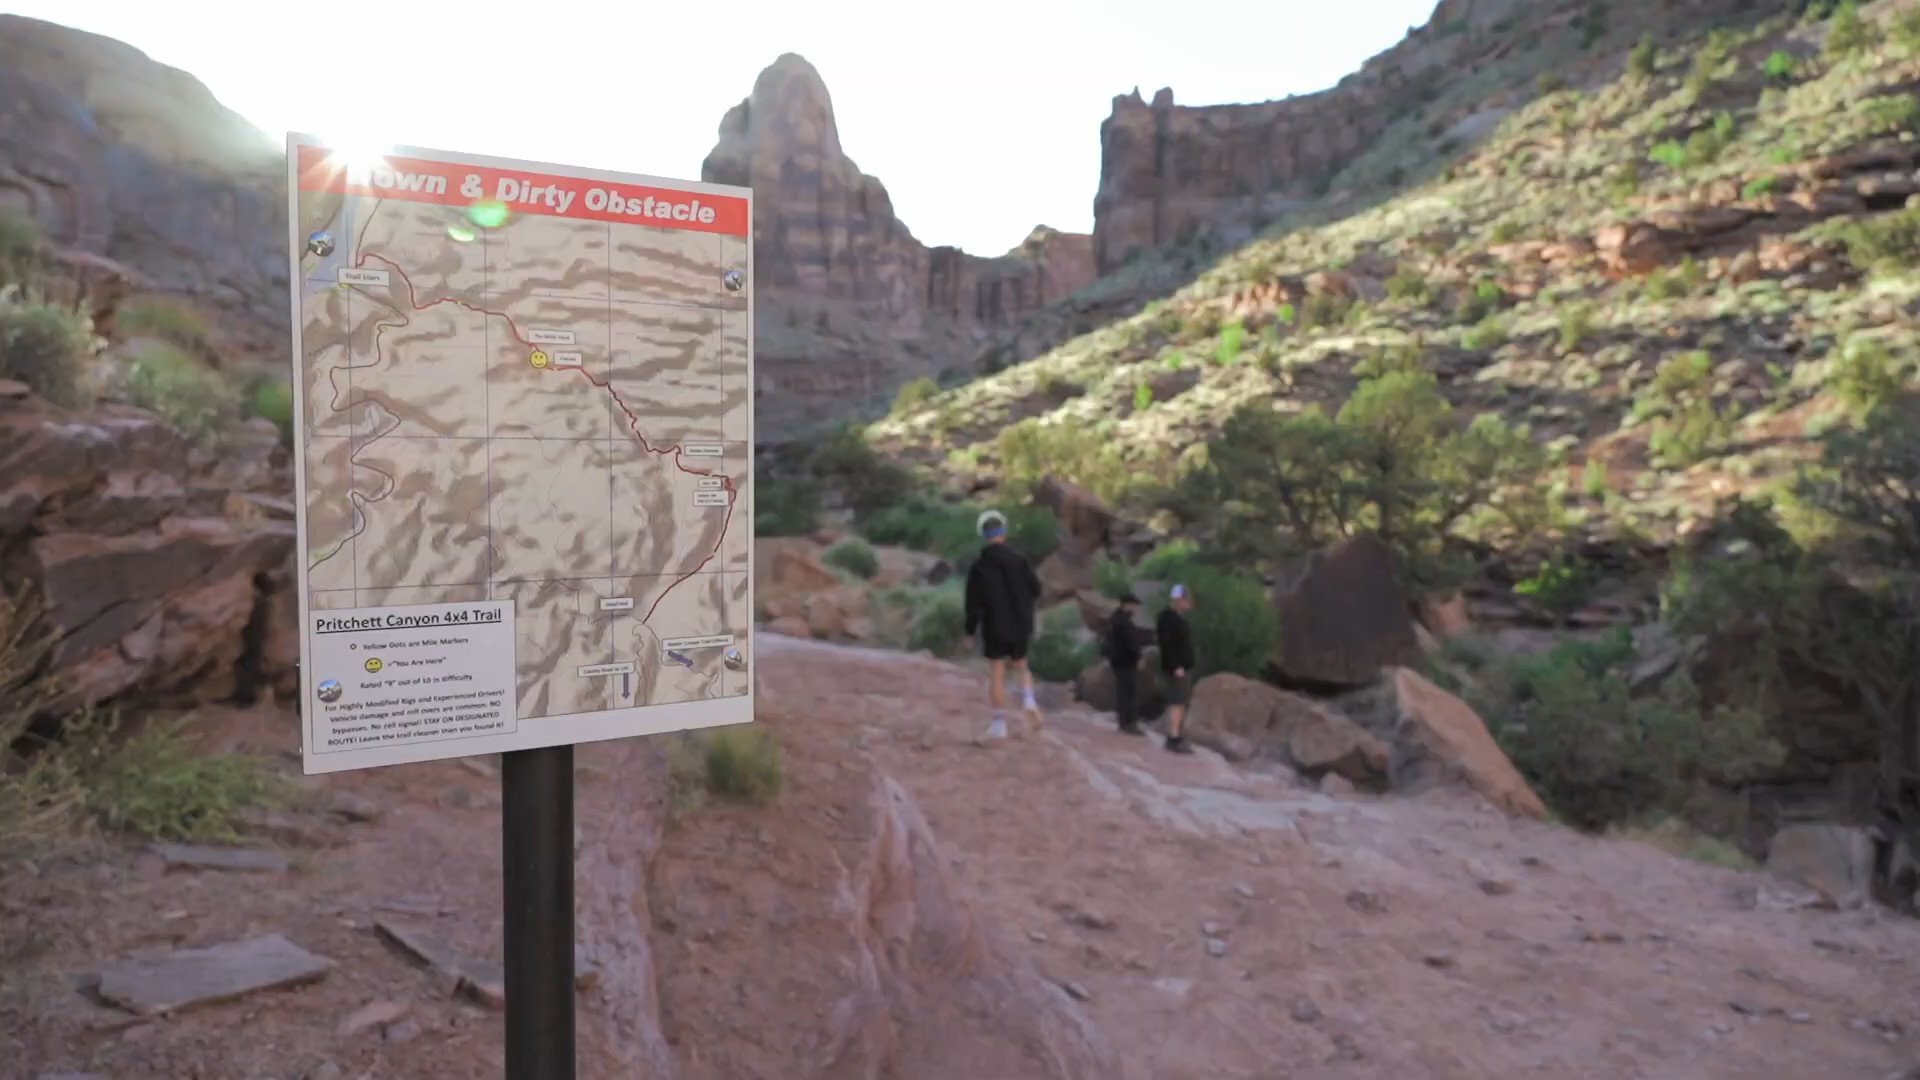 own & Dirty Obstacle
Trail Start
Pritchett Canyon 4x4 Trail
Yellow Dots are Mile Markers
="You Are Here"
Rated "9" out of 10 in difficulty
For Highly Modified Rigs and Experienced Drivers!
Vehicle damage and roll overs are common. NO
bypasses. No cell signal! STAY ON DESIGNATED
ROUTE! Leave the trail cleaner than you found it!